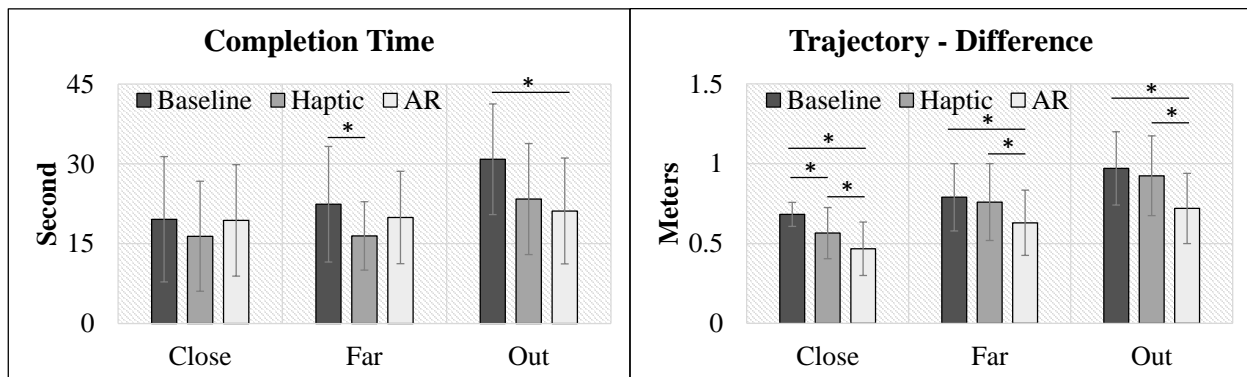 Completion Time
45
Baseline Haptic AR
*
*
30
15
0
Second
Close Far Out
Trajectory - Difference
1.5
Baseline Haptic AR
*
*
*
*
*
*
*
1
0.5
0
Meters
Close Far Out